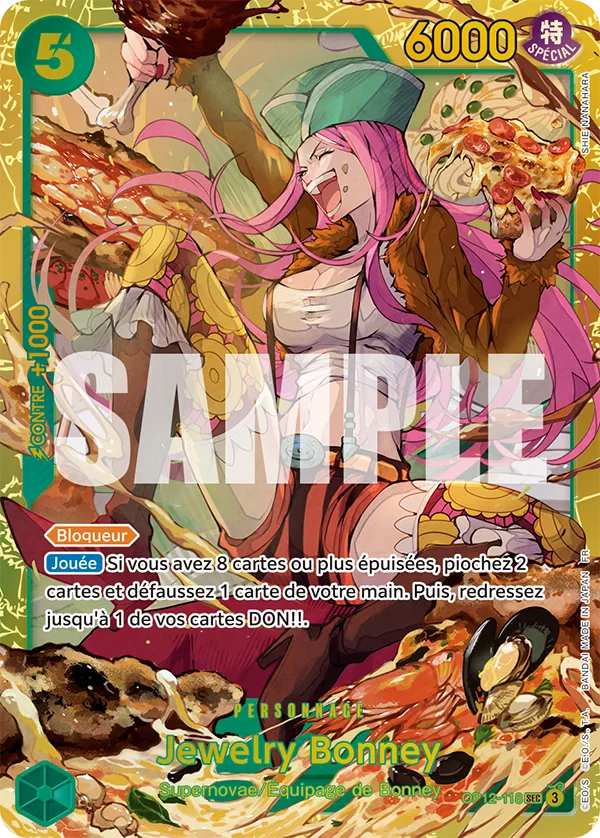 5
6000
特
SPÉCIAL
SHIE NANAHARA
CONTRE +1000
SAMPLE
Bloqueur
Jouée Si vous avez 8 cartes ou plus épuisées, piochez 2
cartes et défaussez 1 carte de votre main. Puis, redressez
jusqu'à 1 de vos cartes DON!!.
PERSONNAGE
Jewelry Bonney
Supernovae/Équipage de Bonney
OP12-118 SEC 3
©E.O/S. ©E.O/S., T.A. BANDAI MADE IN JAPAN FR